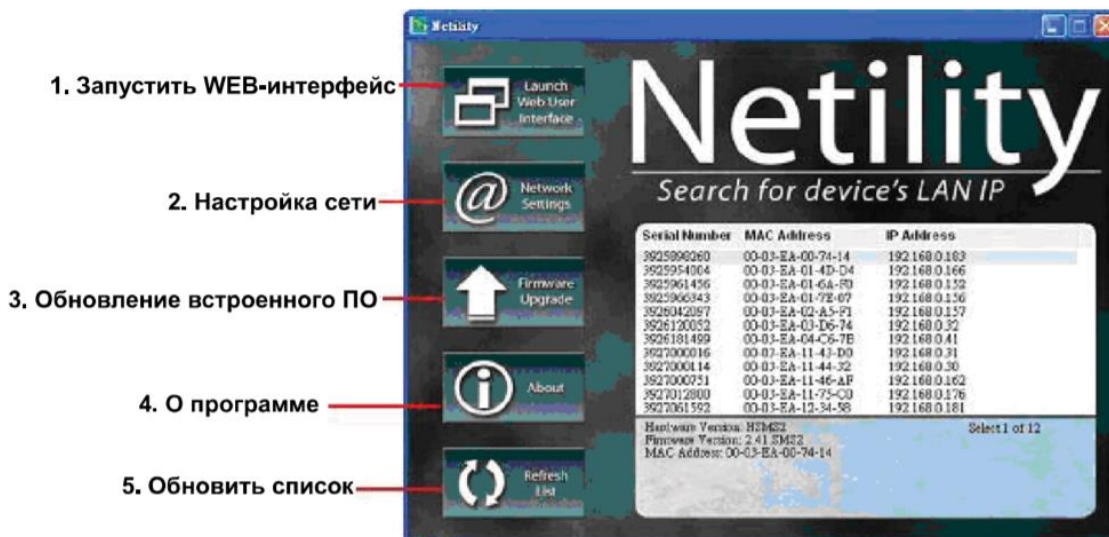 Netility
1. Запустить WEB-интерфейс
Launch
Web User
Interface
2. Настройка сети
Network
Settings
3. Обновление встроенного ПО
Firmware
Upgrade
4. О программе
About
5. Обновить список
Refresh
List
Netility
Search for device's LAN IP
Serial Number MAC Address IP Address
3925898260 00-03-EA-00-74-14 192.168.0.183
3925954004 00-03-EA-01-4D-D4 192.168.0.166
3925961456 00-03-EA-01-6A-F0 192.168.0.152
3925966343 00-03-EA-01-7E-07 192.168.0.156
3926042097 00-03-EA-02-A5-F1 192.168.0.157
3926120052 00-03-EA-03-D6-74 192.168.0.32
3926181499 00-03-EA-04-C6-7B 192.168.0.41
3927000016 00-03-EA-11-43-D0 192.168.0.31
3927000114 00-03-EA-11-44-32 192.168.0.30
3927000751 00-03-EA-11-46-AF 192.168.0.162
3927012800 00-03-EA-11-75-C0 192.168.0.176
3927061592 00-03-EA-12-34-58 192.168.0.181
Hardware Version: HSMS2 Select 1 of 12
Firmware Version: 2.41.SMS2
MAC Address: 00-03-EA-00-74-14